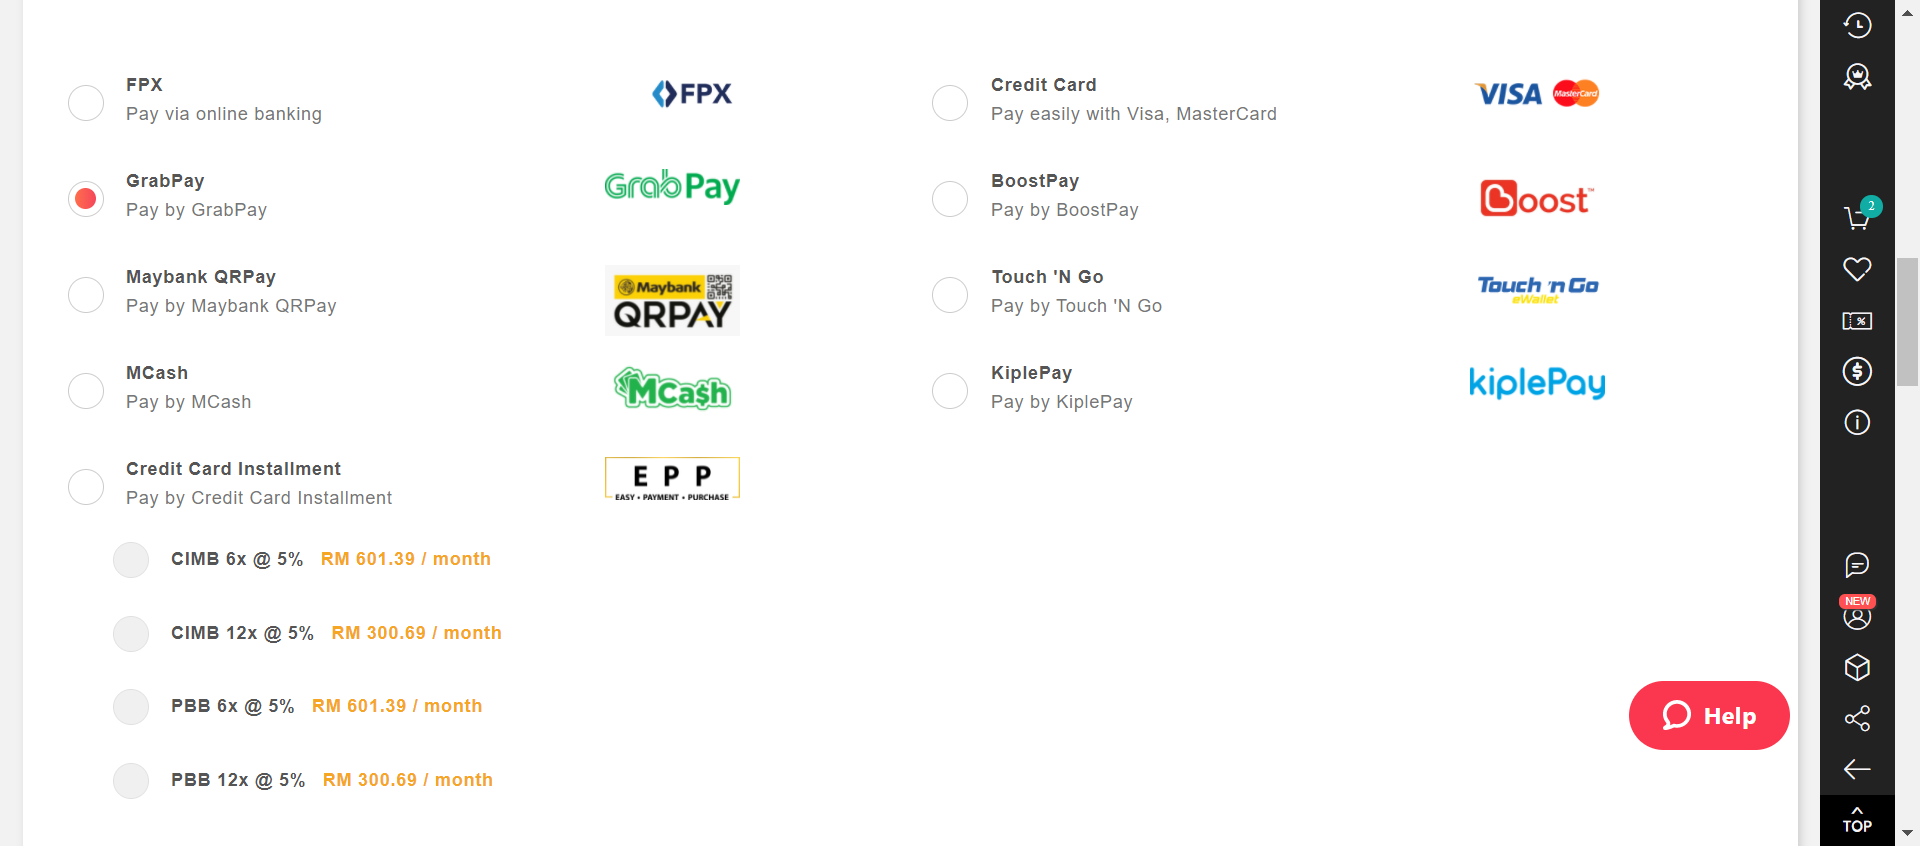 FPX
Pay via online banking
FPX
Credit Card
Pay easily with Visa, MasterCard
VISA MasterCard
GrabPay
Pay by GrabPay
GrabPay
BoostPay
Pay by BoostPay
Boost™
Maybank QRPay
Pay by Maybank QRPay
Maybank
QRPAY
Touch 'N Go
Pay by Touch 'N Go
Touch 'n Go
eWallet
MCash
Pay by MCash
MCa$h
KiplePay
Pay by KiplePay
kiplePay
Credit Card Installment
Pay by Credit Card Installment
EPP
EASY • PAYMENT • PURCHASE
CIMB 6x @ 5% RM 601.39 / month
CIMB 12x @ 5% RM 300.69 / month
PBB 6x @ 5% RM 601.39 / month
PBB 12x @ 5% RM 300.69 / month
Help
2
NEW
TOP